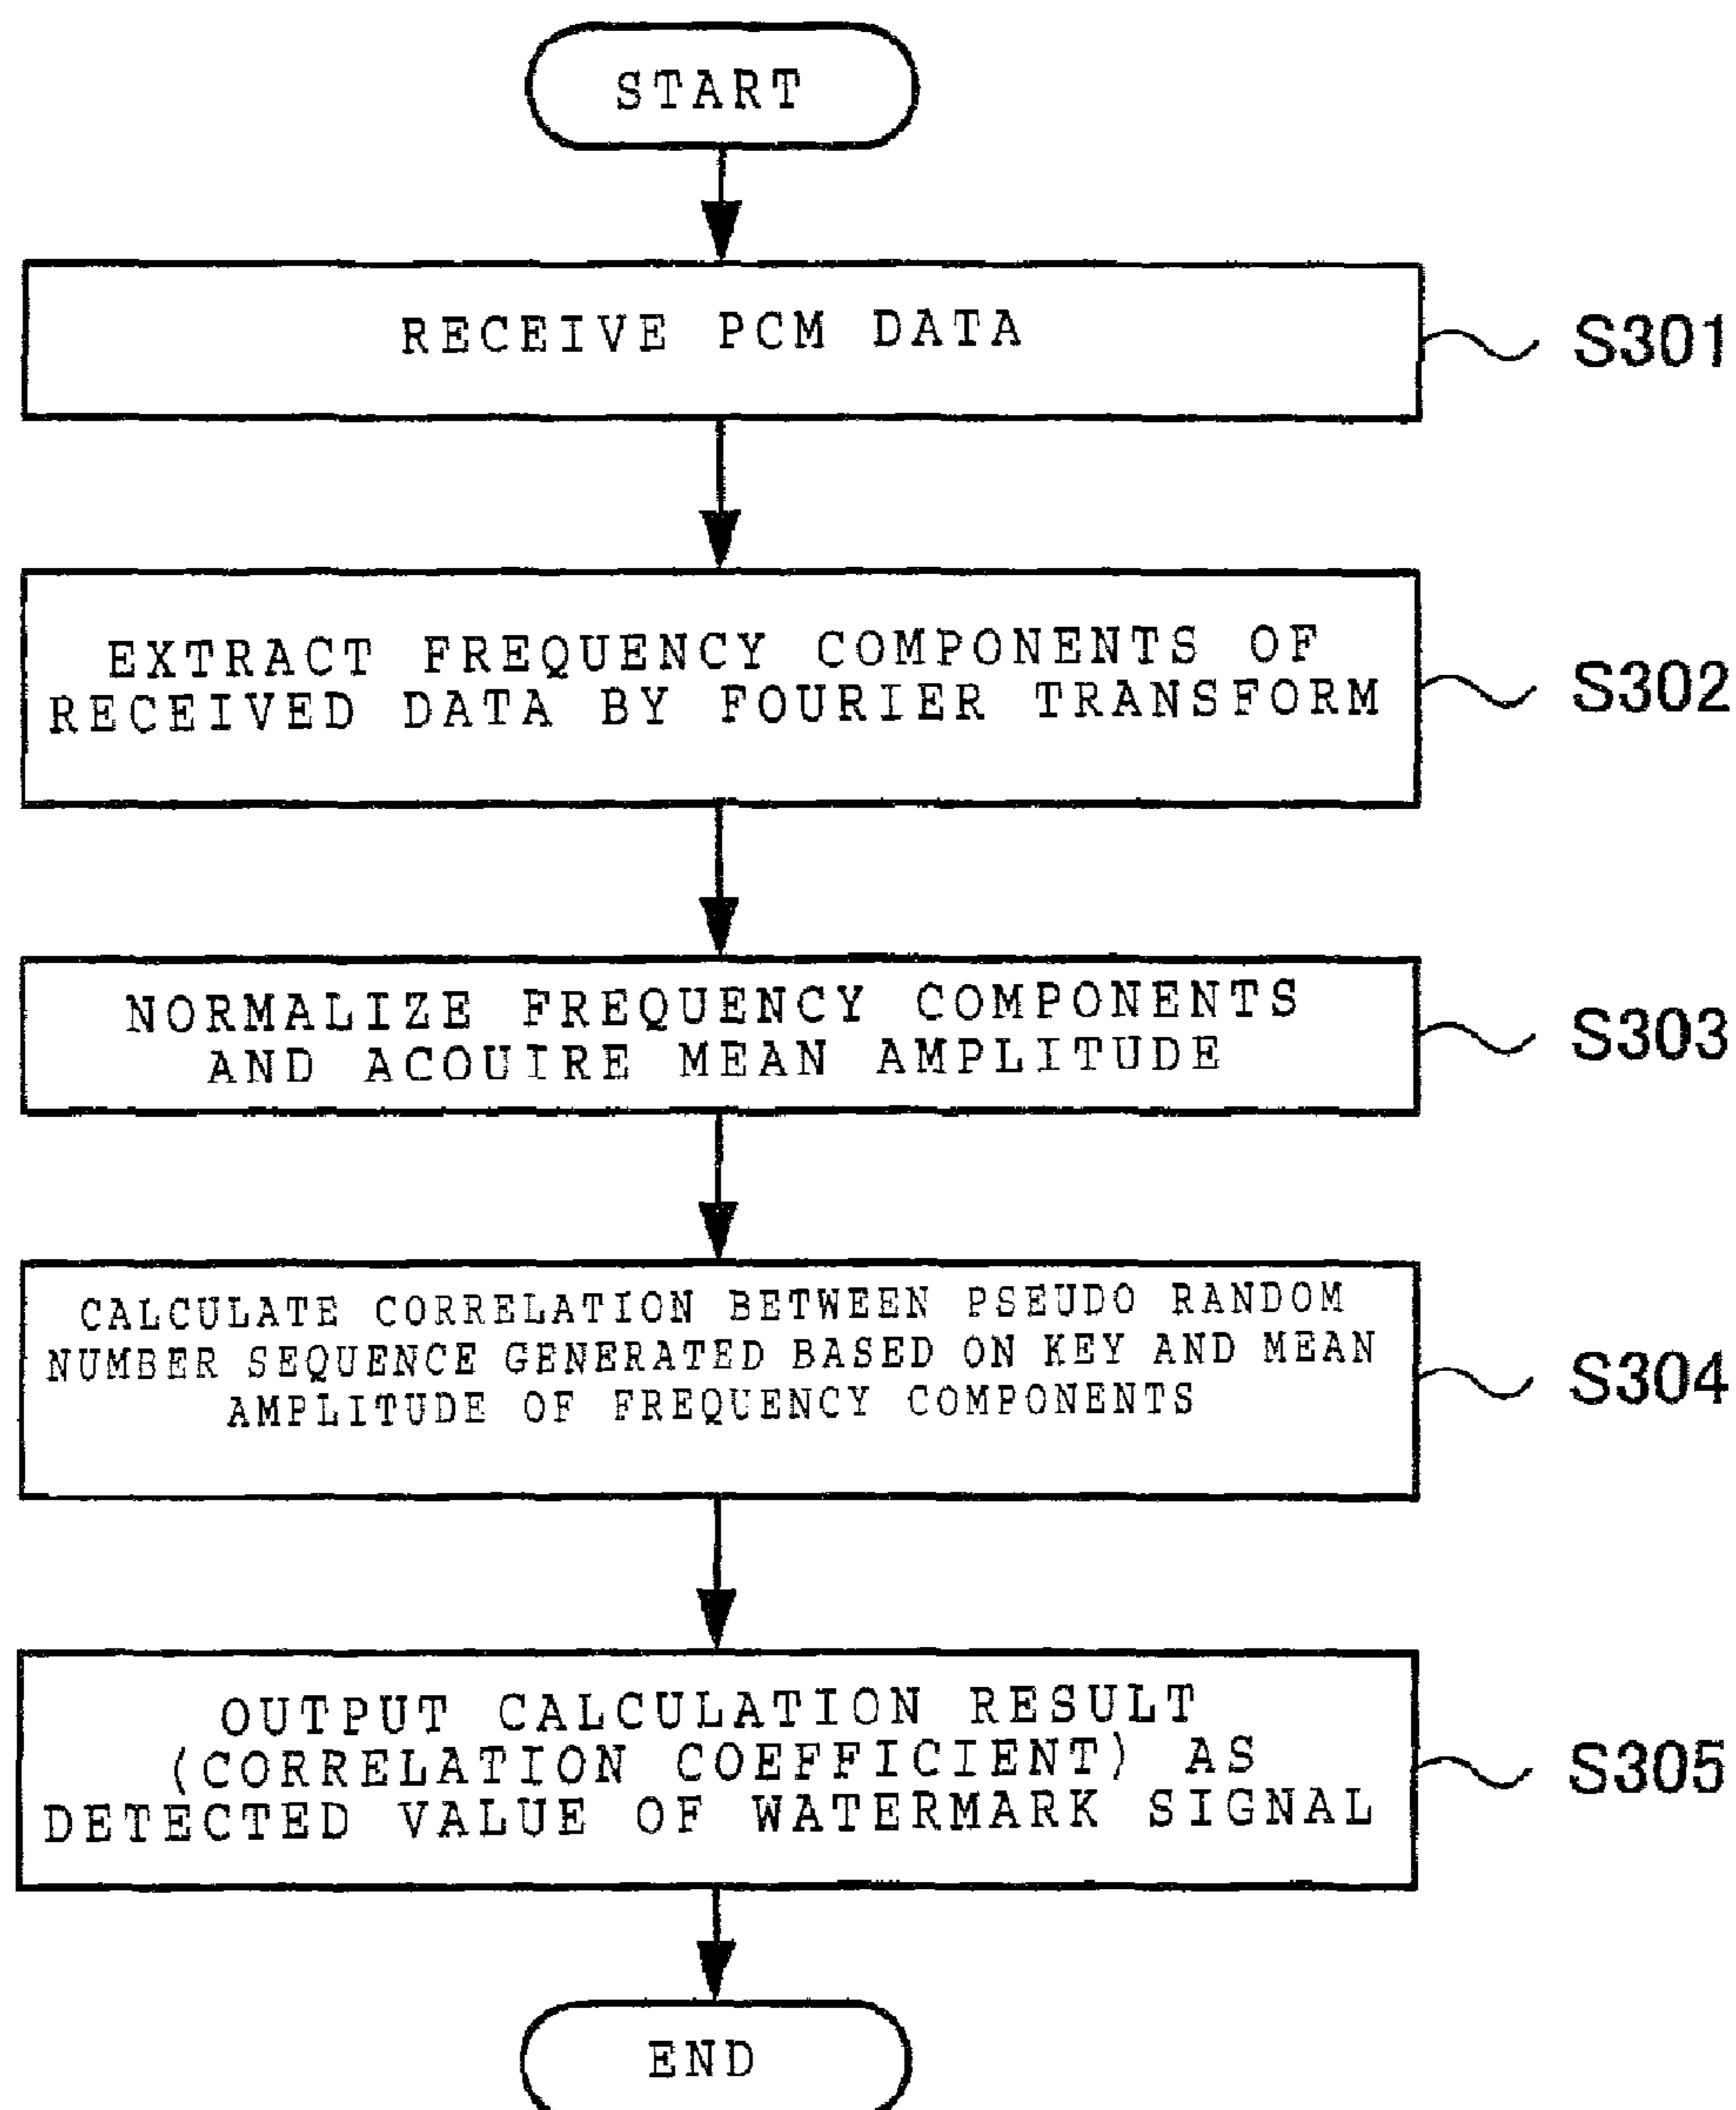 START
RECEIVE PCM DATA
S301
EXTRACT FREQUENCY COMPONENTS OF
RECEIVED DATA BY FOURIER TRANSFORM
S302
NORMALIZE FREQUENCY COMPONENTS
AND ACQUIRE MEAN AMPLITUDE
S303
CALCULATE CORRELATION BETWEEN PSEUDO RANDOM
NUMBER SEQUENCE GENERATED BASED ON KEY AND MEAN
AMPLITUDE OF FREQUENCY COMPONENTS
S304
OUTPUT CALCULATION RESULT
(CORRELATION COEFFICIENT) AS
DETECTED VALUE OF WATERMARK SIGNAL
S305
END